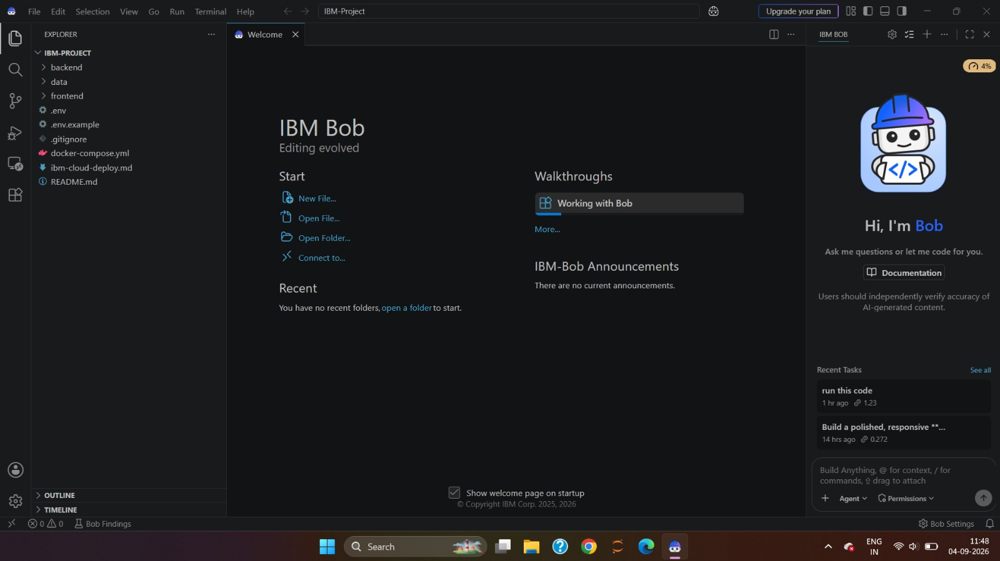 File Edit Selection View Go Run Terminal Help
IBM-Project
Upgrade your plan
EXPLORER
IBM-PROJECT
backend
data
frontend
.env
.env.example
.gitignore
docker-compose.yml
ibm-cloud-deploy.md
README.md
OUTLINE
TIMELINE
Welcome
IBM Bob
Editing evolved
Start
New File...
Open File...
Open Folder...
Connect to...
Recent
You have no recent folders, open a folder to start.
Walkthroughs
Working with Bob
More...
IBM-Bob Announcements
There are no current announcements.
Show welcome page on startup
© Copyright IBM Corp. 2025, 2026
IBM BOB
4%
Hi, I'm Bob
Ask me questions or let me code for you.
Documentation
Users should independently verify accuracy of
AI-generated content.
Recent Tasks See all
run this code
1 hr ago 1.23
Build a polished, responsive **...
14 hrs ago 0.272
Build Anything, @ for context, / for
commands, ⇧ drag to attach
Agent Permissions
0 0 Bob Findings
Bob Settings
Search
ENG
IN
11:48
04-09-2026